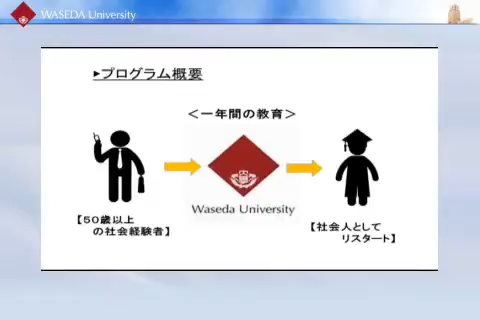 WASEDA University
▶プログラム概要
＜一年間の教育＞
Waseda University
【50歳以上
の社会経験者】
【社会人として
リスタート】